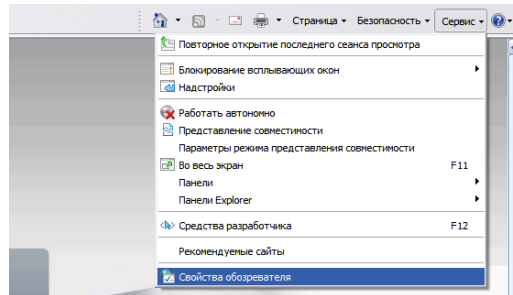 Страница Безопасность Сервис
Повторное открытие последнего сеанса просмотра
Блокирование всплывающих окон
Надстройки
Работать автономно
Представление совместимости
Параметры режима представления совместимости
Во весь экран F11
Панели
Панели Explorer
Средства разработчика F12
Рекомендуемые сайты
Свойства обозревателя